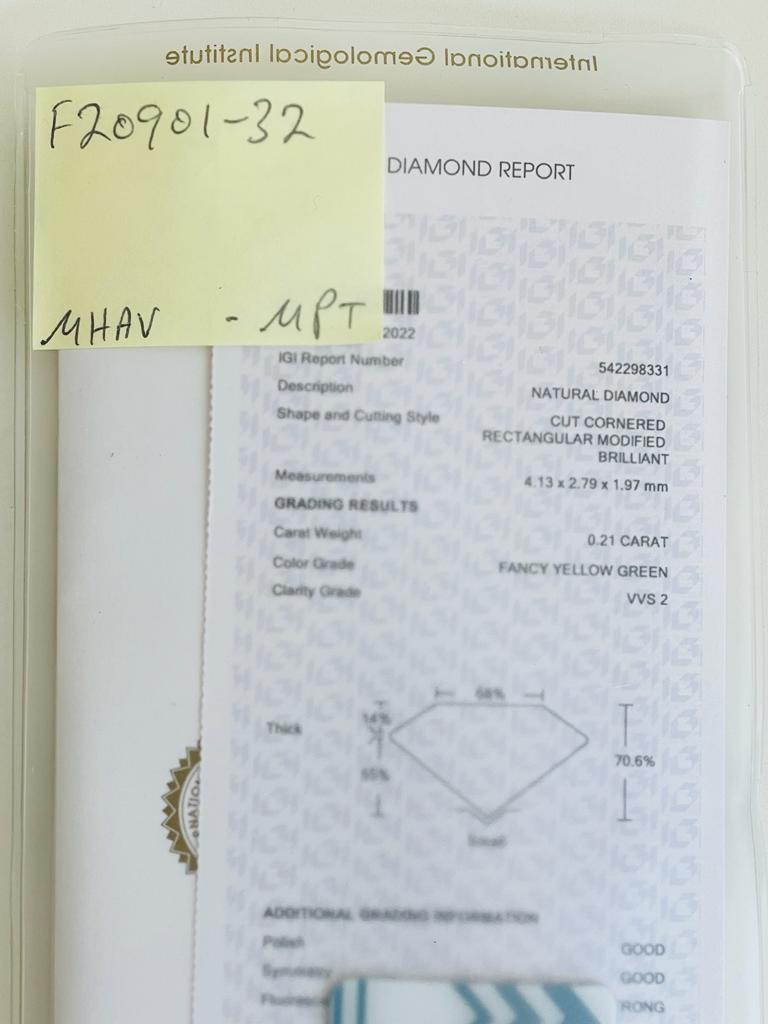 International Gemological Institute
F20901-32
MHAV - MPT
DIAMOND REPORT
2022
IGI Report Number 542298331
Description NATURAL DIAMOND
Shape and Cutting Style CUT CORNERED
RECTANGULAR MODIFIED
BRILLIANT
Measurements 4.13 x 2.79 x 1.97 mm
GRADING RESULTS
Carat Weight 0.21 CARAT
Color Grade FANCY YELLOW GREEN
Clarity Grade VVS 2
68%
14%
Thick
70.6%
55%
Small
NATIO
ADDITIONAL GRADING INFORMATION
Polish GOOD
Symmetry GOOD
RONG